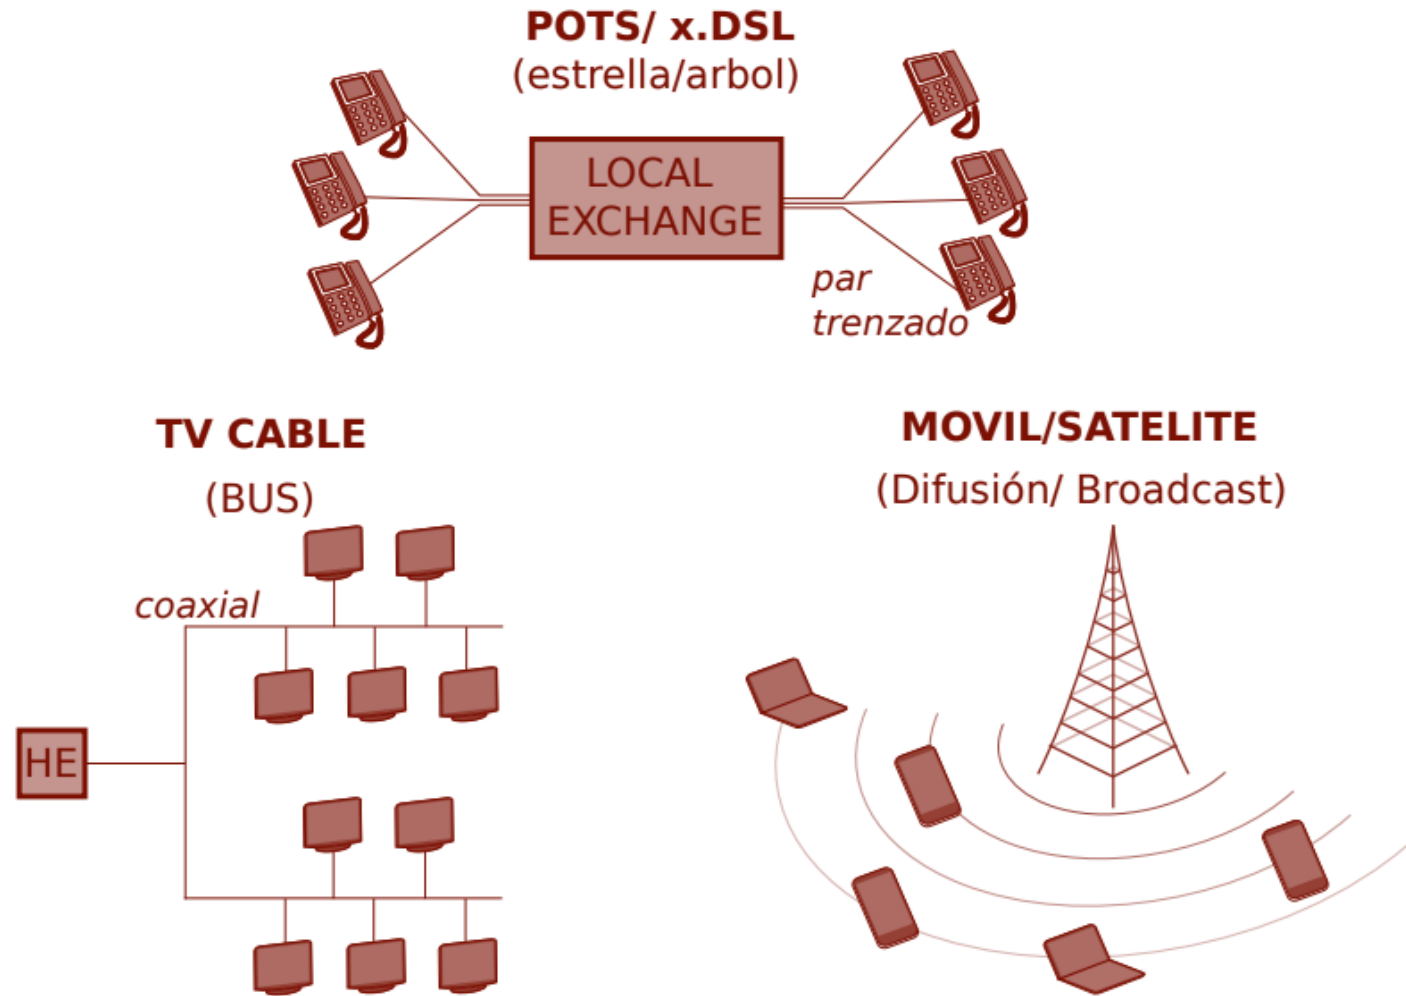 POTS/ x.DSL
(estrella/arbol)
LOCAL
EXCHANGE
par
trenzado
TV CABLE
(BUS)
coaxial
HE
MOVIL/SATELITE
(Difusión/ Broadcast)